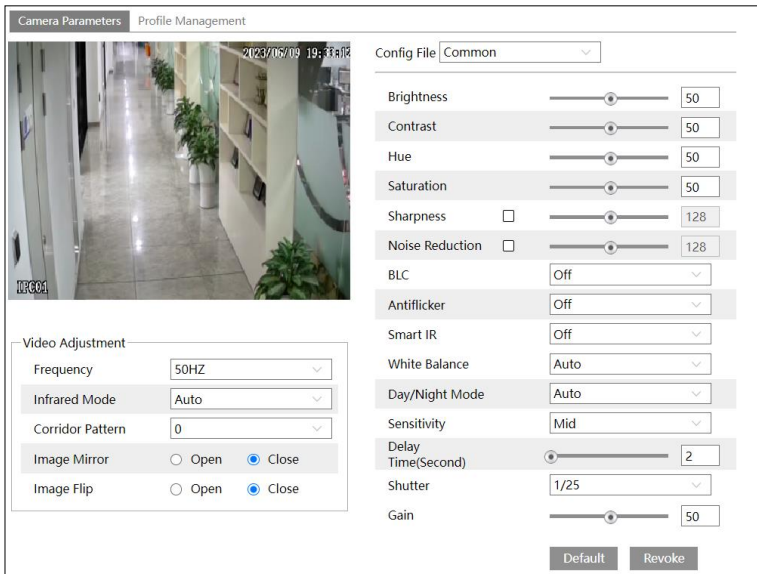 Camera Parameters Profile Management
2023/06/09 19:33:12
IPC01
Config File Common
Brightness 50
Contrast 50
Hue 50
Saturation 50
Sharpness 128
Noise Reduction 128
BLC Off
Antiflicker Off
Smart IR Off
White Balance Auto
Day/Night Mode Auto
Sensitivity Mid
Delay
Time(Second) 2
Shutter 1/25
Gain 50
Default Revoke
Video Adjustment
Frequency 50HZ
Infrared Mode Auto
Corridor Pattern 0
Image Mirror Open Close
Image Flip Open Close